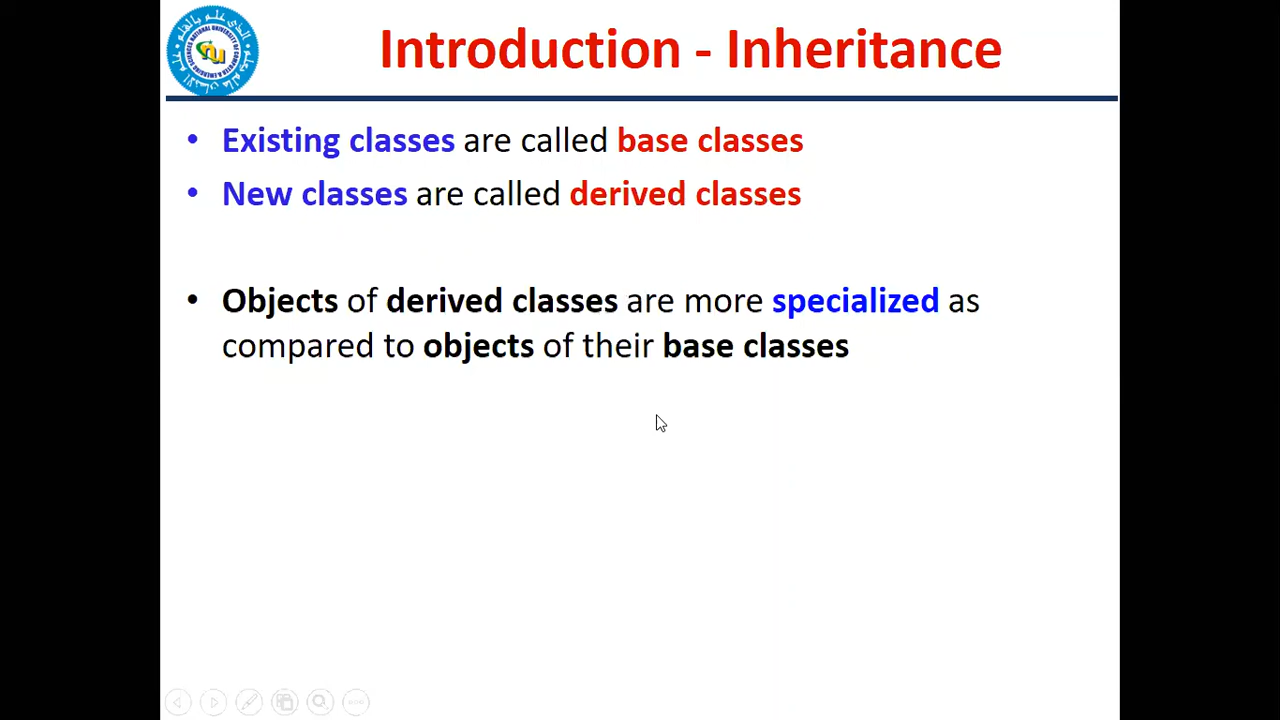 Introduction - Inheritance
• Existing classes are called base classes
• New classes are called derived classes
• Objects of derived classes are more specialized as
compared to objects of their base classes